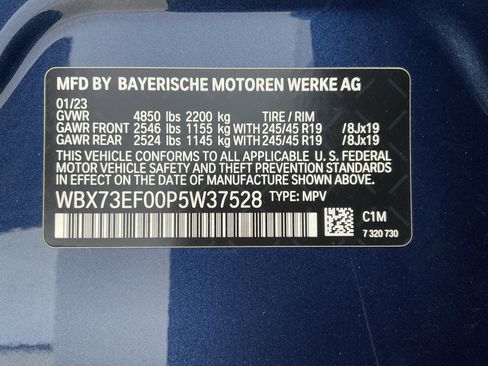 MFD BY BAYERISCHE MOTOREN WERKE AG
01/23
GVWR 4850 lbs 2200 kg TIRE / RIM
GAWR FRONT 2546 lbs 1155 kg WITH 245/45 R19 /8Jx19
GAWR REAR 2524 lbs 1145 kg WITH 245/45 R19 /8Jx19
THIS VEHICLE CONFORMS TO ALL APPLICABLE U. S. FEDERAL
MOTOR VEHICLE SAFETY AND THEFT PREVENTION STANDARDS
IN EFFECT ON THE DATE OF MANUFACTURE SHOWN ABOVE.
WBX73EF00P5W37528 TYPE: MPV
C1M
7 320 730